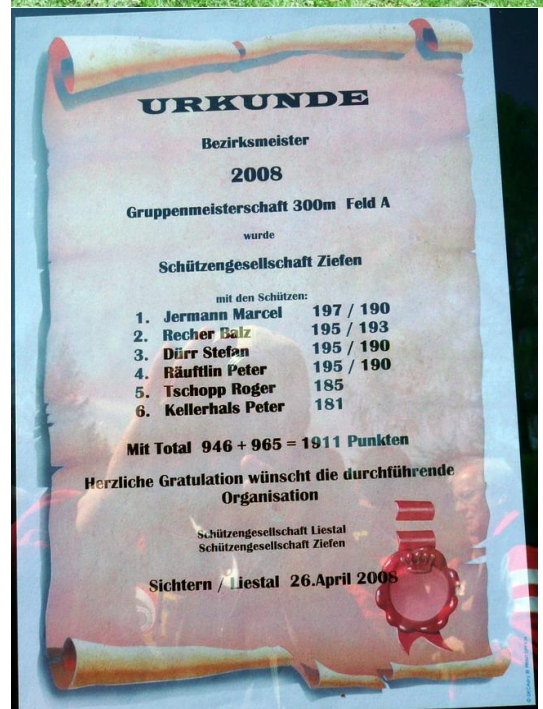 URKUNDE
Bezirksmeister
2008
Gruppenmeisterschaft 300m Feld A
wurde
Schützengesellschaft Ziefen
mit den Schützen:
1. Jermann Marcel 197 / 190
2. Recher Balz 195 / 193
3. Dürr Stefan 195 / 190
4. Räuftlin Peter 195 / 190
5. Tschopp Roger 185
6. Kellerhals Peter 181
Mit Total 946 + 965 = 1911 Punkten
Herzliche Gratulation wünscht die durchführende
Organisation
Schützengesellschaft Liestal
Schützengesellschaft Ziefen
Sichtern / Liestal 26.April 2008